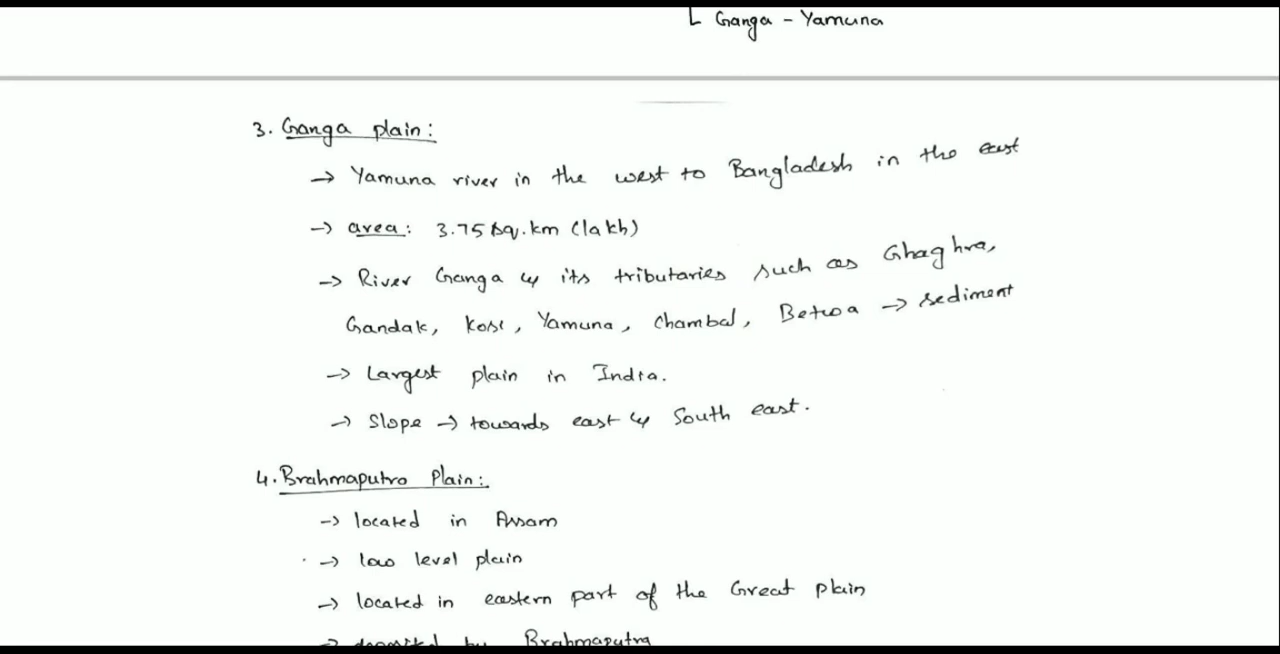 L Ganga - Yamuna
3. Ganga plain:
→ Yamuna river in the west to Bangladesh in the east
→ area: 3.75 sq.km (lakh)
→ River Ganga & its tributaries such as Ghaghra,
Gandak, Kosi, Yamuna, Chambal, Betwa → sediment
→ Largest plain in India.
→ Slope → towards east & South east.
4. Brahmaputra Plain:
→ located in Assam
→ low level plain
→ located in eastern part of the Great plain
→ deposited by Brahmaputra